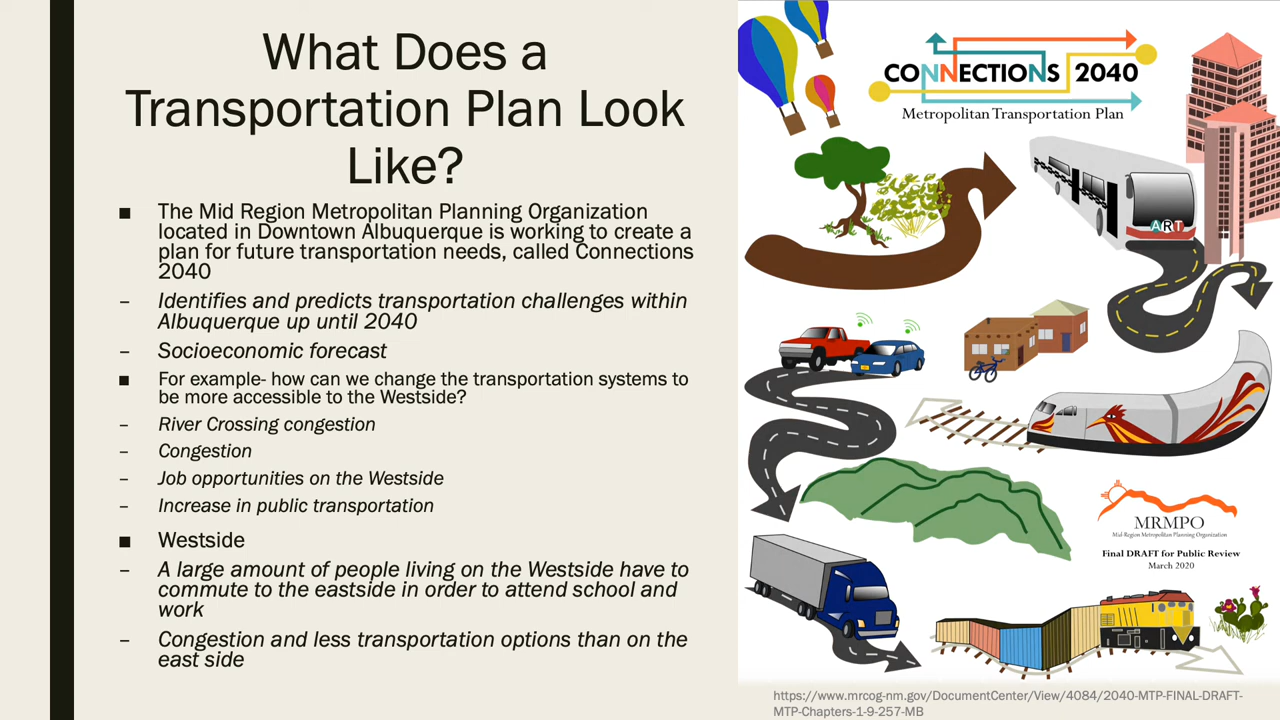 What Does a
Transportation Plan Look
Like?
■ The Mid Region Metropolitan Planning Organization
located in Downtown Albuquerque is working to create a
plan for future transportation needs, called Connections
2040
– Identifies and predicts transportation challenges within
Albuquerque up until 2040
– Socioeconomic forecast
■ For example- how can we change the transportation systems to
be more accessible to the Westside?
– River Crossing congestion
– Congestion
– Job opportunities on the Westside
– Increase in public transportation
■ Westside
– A large amount of people living on the Westside have to
commute to the eastside in order to attend school and
work
– Congestion and less transportation options than on the
east side
CONNECTIONS 2040
Metropolitan Transportation Plan
ART
MRMPO
Mid-Region Metropolitan Planning Organization
Final DRAFT for Public Review
March 2020
https://www.mrcog-nm.gov/DocumentCenter/View/4084/2040-MTP-FINAL-DRAFT-
MTP-Chapters-1-9-257-MB